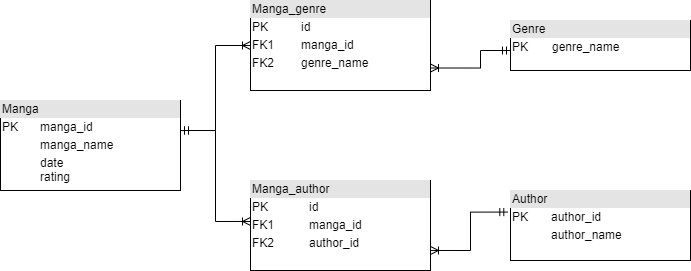 Manga_genre
PK id
FK1 manga_id
FK2 genre_name
Genre
PK genre_name
Manga
PK manga_id
manga_name
date
rating
Manga_author
PK id
FK1 manga_id
FK2 author_id
Author
PK author_id
author_name